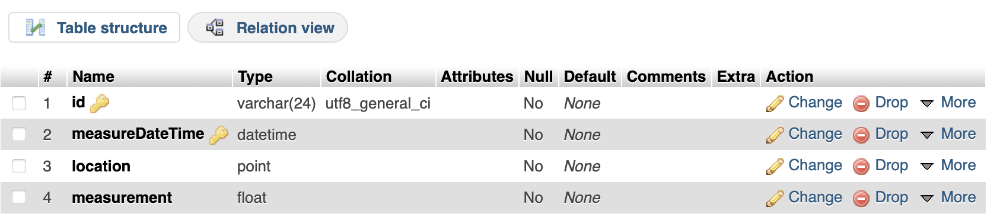 Table structure Relation view
# Name Type Collation Attributes Null Default Comments Extra Action
1 id varchar(24) utf8_general_ci No None Change Drop More
2 measureDateTime datetime No None Change Drop More
3 location point No None Change Drop More
4 measurement float No None Change Drop More